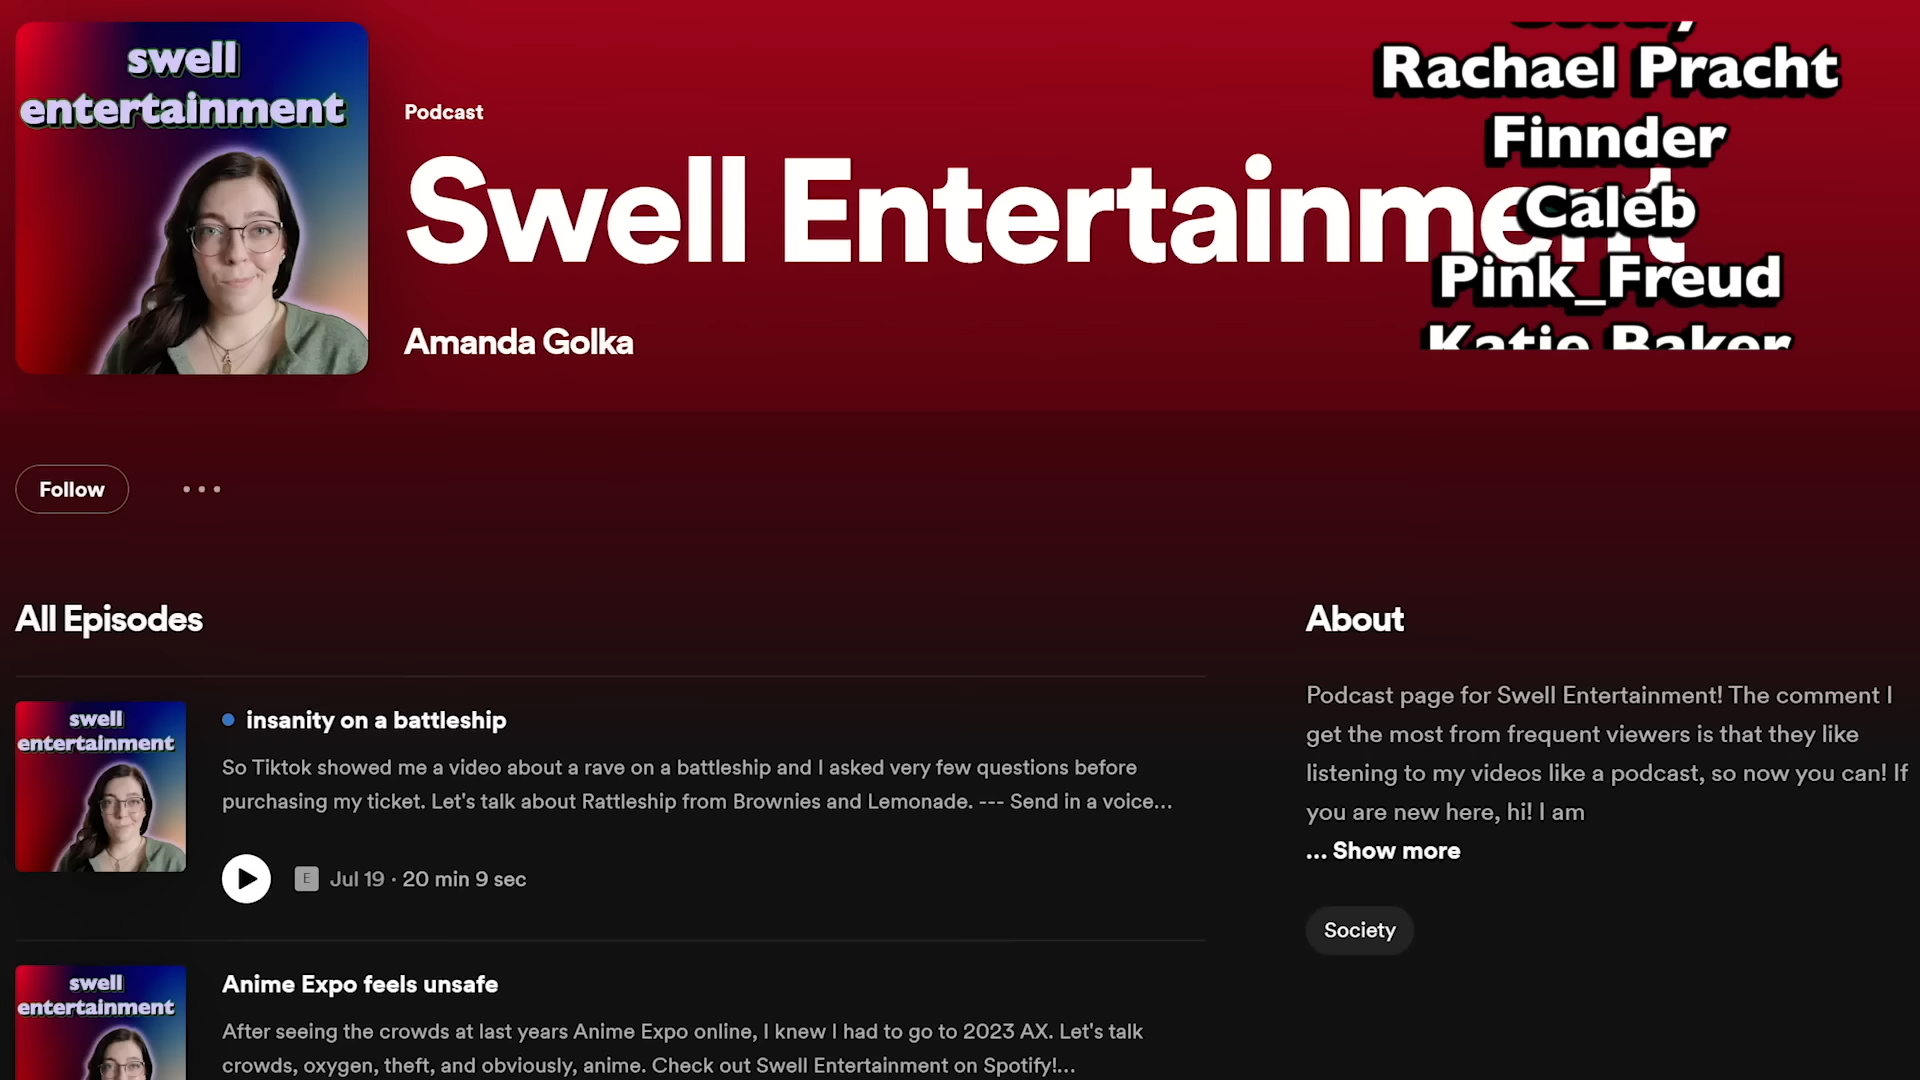 swell
entertainment
Podcast
Swell Entertainment
Amanda Golka
Rachael Pracht
Finnder
Caleb
Pink_Freud
Katie Baker
Follow
All Episodes
swell
entertainment
insanity on a battleship
So Tiktok showed me a video about a rave on a battleship and I asked very few questions before
purchasing my ticket. Let's talk about Rattleship from Brownies and Lemonade. --- Send in a voice...
E Jul 19 · 20 min 9 sec
swell
entertainment
Anime Expo feels unsafe
After seeing the crowds at last years Anime Expo online, I knew I had to go to 2023 AX. Let's talk
crowds, oxygen, theft, and obviously, anime. Check out Swell Entertainment on Spotify!...
About
Podcast page for Swell Entertainment! The comment I
get the most from frequent viewers is that they like
listening to my videos like a podcast, so now you can! If
you are new here, hi! I am
... Show more
Society